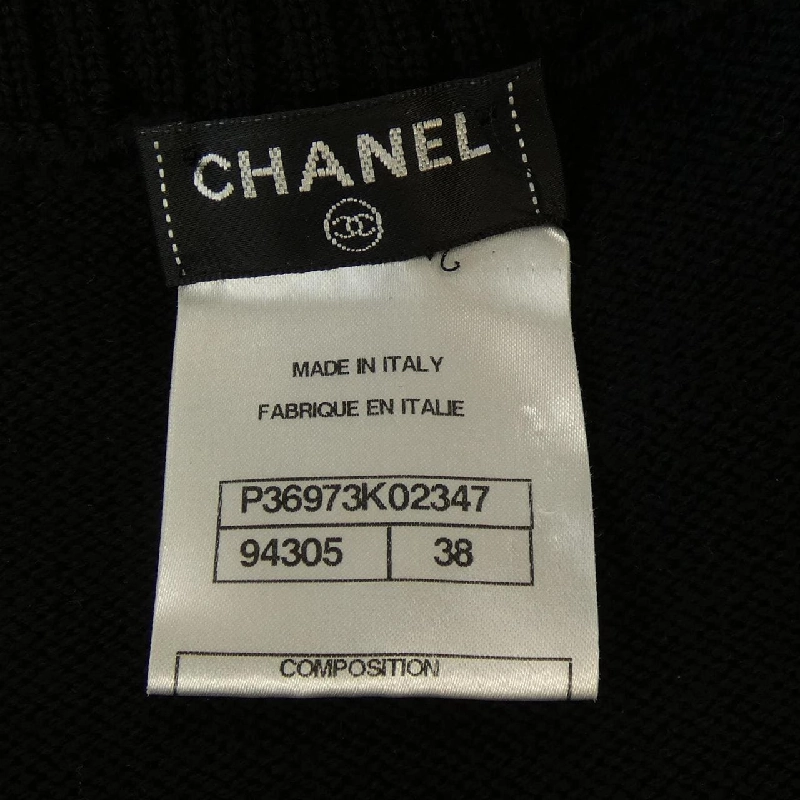 CHANEL
MADE IN ITALY
FABRIQUE EN ITALIE
P36973K02347
94305 38
COMPOSITION